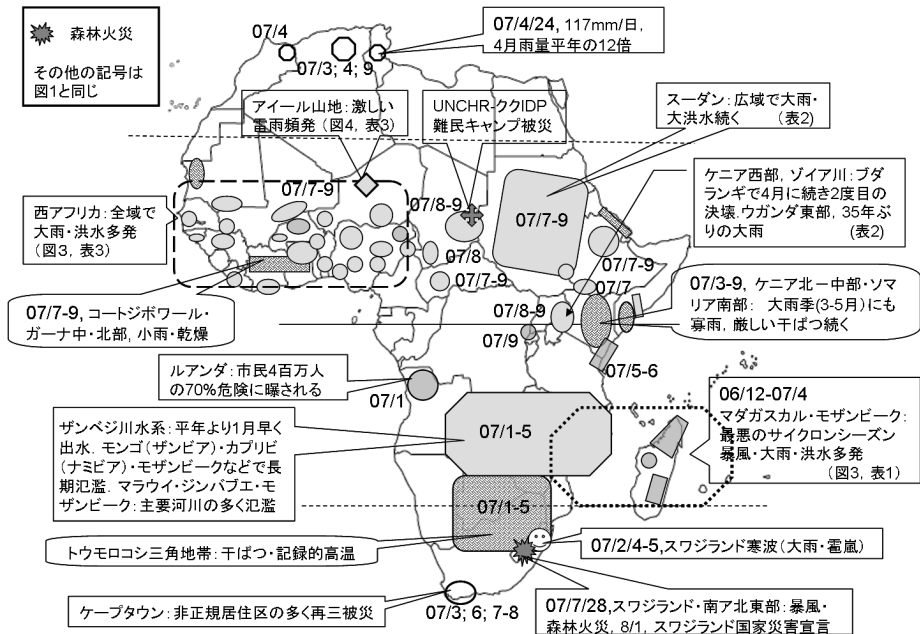 森林火災
その他の記号は
図1と同じ
07/4
07/3; 4; 9
07/4/24, 117mm/日,
4月雨量平年の12倍
アイール山地:激しい
雷雨頻発 (図4, 表3)
UNCHR-ククIDP
難民キャンプ被災
スーダン:広域で大雨・
大洪水続く (表2)
ケニア西部, ゾイア川:ブダ
ランギで4月に続き2度目の
決壊.ウガンダ東部, 35年ぶ
りの大雨 (表2)
西アフリカ:全域で
大雨・洪水多発
(図3, 表3)
07/7-9
07/8-9
07/7-9
07/8
07/7-9
07/7-9
07/7
07/7-9, コートジボワール・
ガーナ中・北部, 小雨・乾燥
07/8-9
07/9
07/3-9, ケニア北ー中部・ソマ
リア南部: 大雨季(3-5月)にも
寡雨, 厳しい干ばつ続く
07/5-6
ルアンダ:市民4百万人
の70%危険に曝される
07/1
06/12-07/4
マダガスカル・モザンビーク:
最悪のサイクロンシーズン
暴風・大雨・洪水多発
(図3, 表1)
ザンベジ川水系:平年より1月早く
出水. モンゴ(ザンビア)・カプリビ
(ナミビア)・モザンビークなどで長
期氾濫. マラウイ・ジンバブエ・モ
ザンビーク:主要河川の多く氾濫
07/1-5
07/1-5
トウモロコシ三角地帯:干ばつ・記録的高温
07/2/4-5,スワジランド寒波(大雨・雹嵐)
ケープタウン:非正規居住区の多く再三被災
07/3; 6; 7-8
07/7/28,スワジランド・南ア北東部:暴風・
森林火災, 8/1, スワジランド国家災害宣言